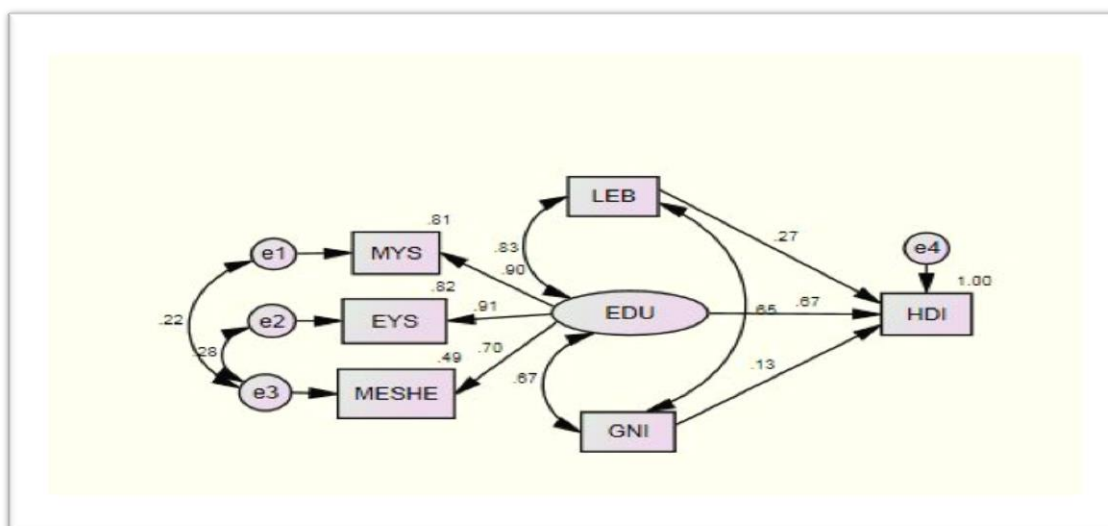 LEB
.81
.27
e4
e1
MYS
.83
1.00
.90
.82
.22
e2
EYS
.91
EDU
.65
.67
HDI
.28
.49
.70
.67
.13
e3
MESHE
GNI